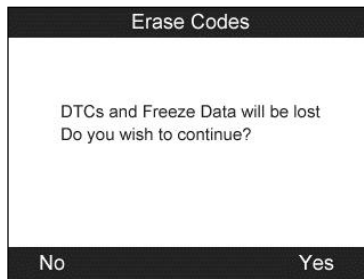 Erase Codes
DTCs and Freeze Data will be lost
Do you wish to continue?
No Yes